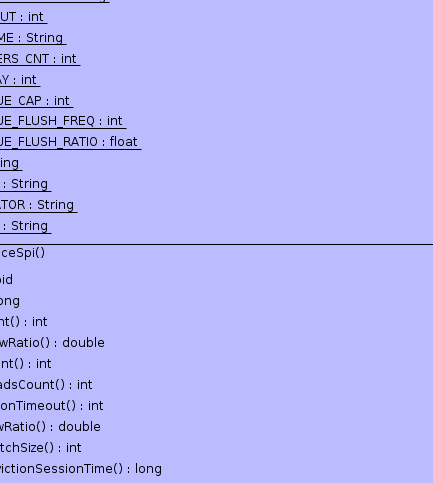 UT : int
ME : String
ERS_CNT : int
AY : int
UE_CAP : int
UE_FLUSH_FREQ : int
UE_FLUSH_RATIO : float
ing
: String
ATOR : String
: String
ceSpi()
oid
ong
nt() : int
wRatio() : double
nt() : int
adsCount() : int
onTimeout() : int
wRatio() : double
tchSize() : int
victionSessionTime() : long